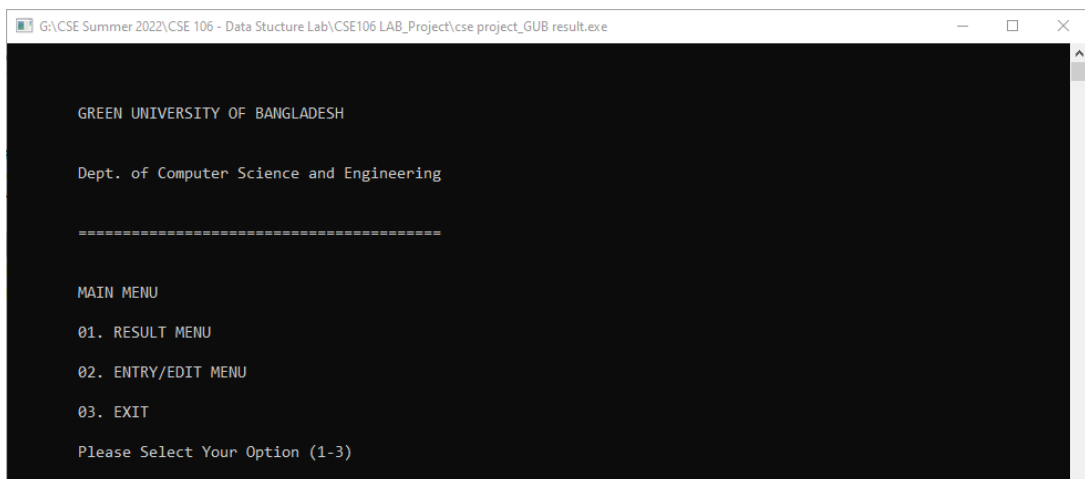 G:\CSE Summer 2022\CSE 106 - Data Stucture Lab\CSE106 LAB_Project\cse project_GUB result.exe
GREEN UNIVERSITY OF BANGLADESH
Dept. of Computer Science and Engineering
=========================================
MAIN MENU
01. RESULT MENU
02. ENTRY/EDIT MENU
03. EXIT
Please Select Your Option (1-3)